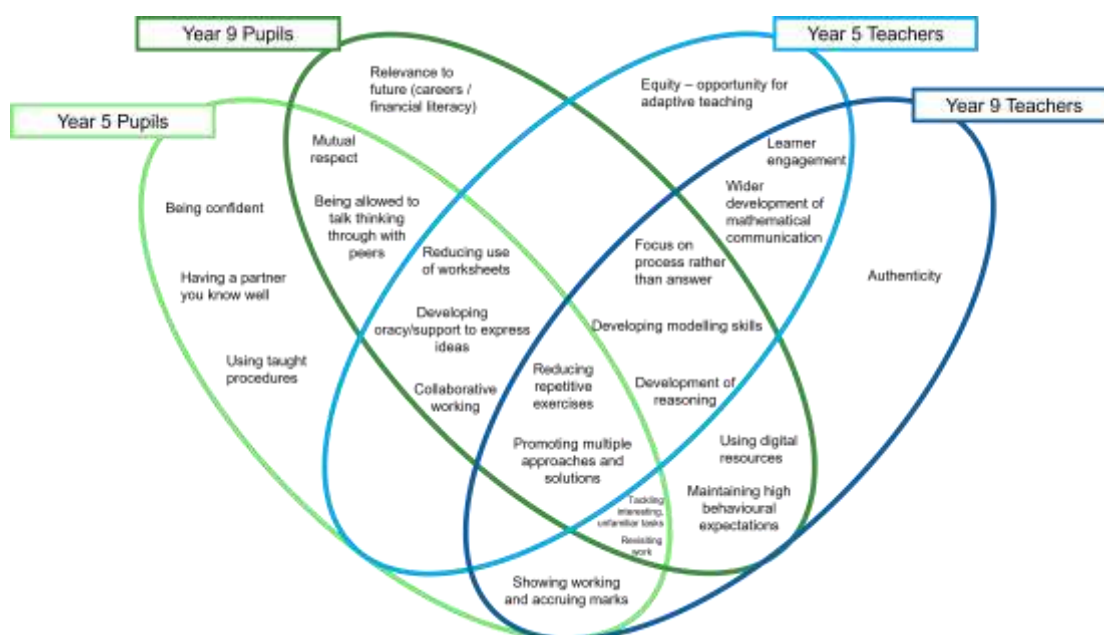 Year 9 Pupils
Year 5 Teachers
Year 5 Pupils
Year 9 Teachers
Relevance to
future (careers /
financial literacy)
Equity – opportunity for
adaptive teaching
Mutual
respect
Learner
engagement
Being confident
Being allowed to
talk thinking
through with
peers
Wider
development of
mathematical
communication
Reducing use
of worksheets
Focus on
process rather
than answer
Having a partner
you know well
Authenticity
Developing
oracy/support to express
ideas
Developing modelling skills
Using taught
procedures
Collaborative
working
Reducing
repetitive
exercises
Development of
reasoning
Promoting multiple
approaches and
solutions
Using digital
resources
Maintaining high
behavioural
expectations
Tackling
interesting,
unfamiliar tasks
Revisiting
work
Showing working
and accruing marks